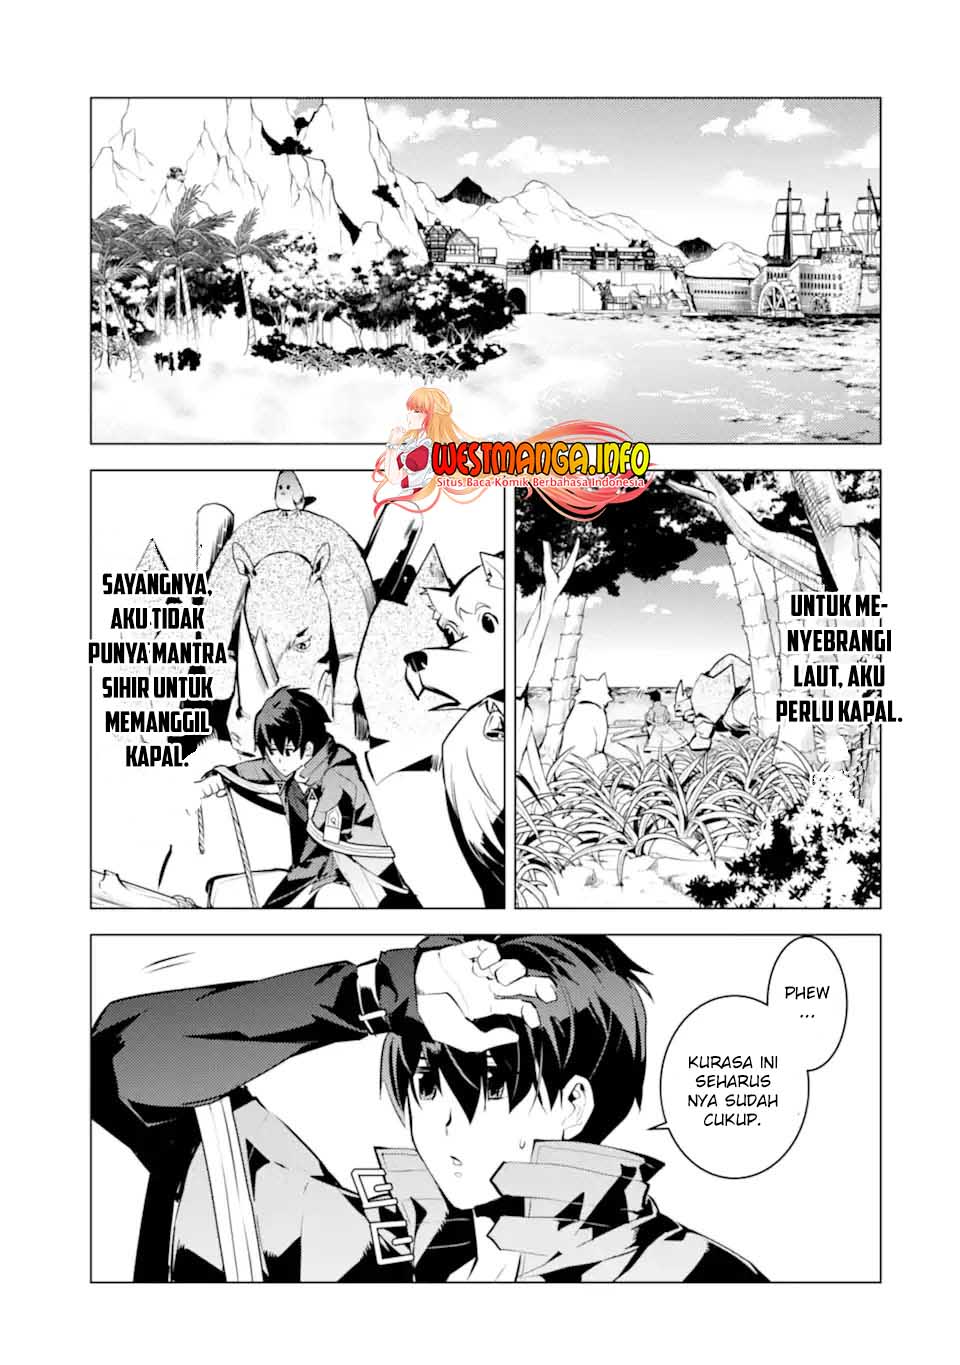 WESTMANGA.INFO
Situs Baca Komik Berbahasa Indonesia
UNTUK ME-
NYEBRANGI
LAUT, AKU
PERLU KAPAL.
SAYANGNYA,
AKU TIDAK
PUNYA MANTRA
SIHIR UNTUK
MEMANGGIL
KAPAL.
PHEW
...
KURASA INI
SEHARUS
NYA SUDAH
CUKUP.